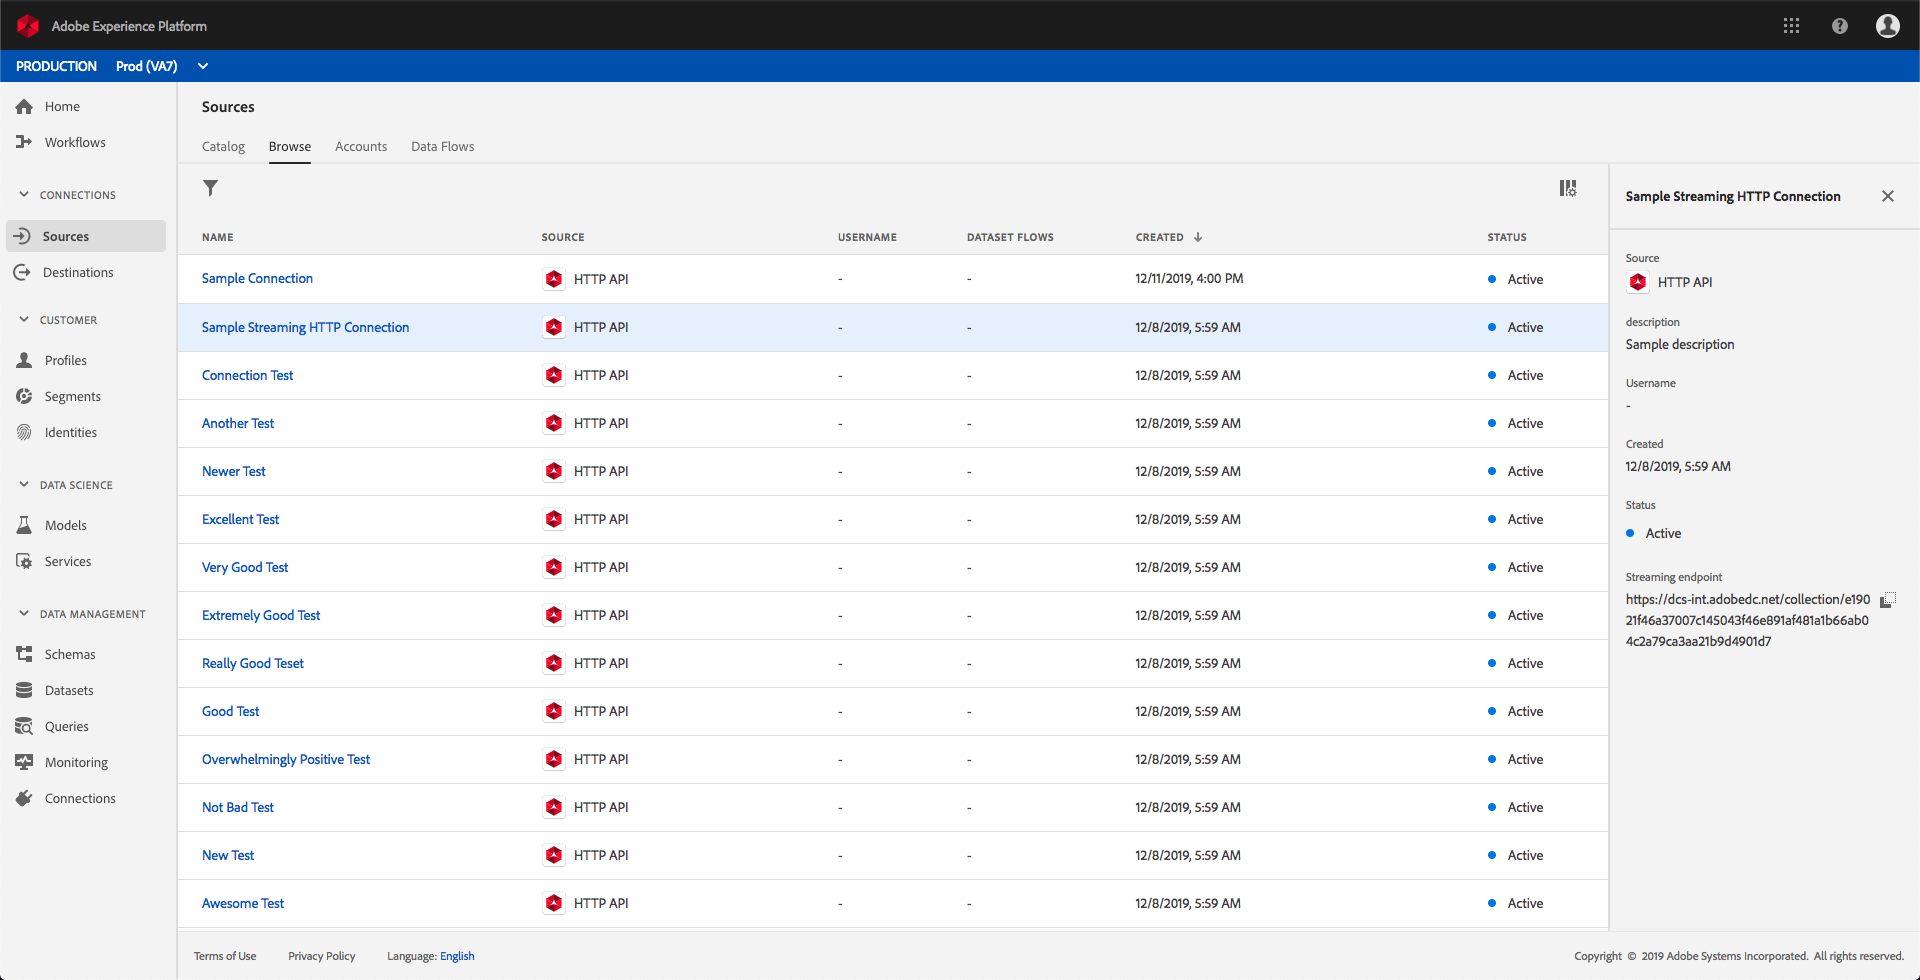 Adobe Experience Platform
PRODUCTION Prod (VA7)
Home
Workflows
CONNECTIONS
Sources
Destinations
CUSTOMER
Profiles
Segments
Identities
DATA SCIENCE
Models
Services
DATA MANAGEMENT
Schemas
Datasets
Queries
Monitoring
Connections
Sources
Catalog Browse Accounts Data Flows
NAME SOURCE USERNAME DATASET FLOWS CREATED STATUS
Sample Connection HTTP API - - 12/11/2019, 4:00 PM Active
Sample Streaming HTTP Connection HTTP API - - 12/8/2019, 5:59 AM Active
Connection Test HTTP API - - 12/8/2019, 5:59 AM Active
Another Test HTTP API - - 12/8/2019, 5:59 AM Active
Newer Test HTTP API - - 12/8/2019, 5:59 AM Active
Excellent Test HTTP API - - 12/8/2019, 5:59 AM Active
Very Good Test HTTP API - - 12/8/2019, 5:59 AM Active
Extremely Good Test HTTP API - - 12/8/2019, 5:59 AM Active
Really Good Teset HTTP API - - 12/8/2019, 5:59 AM Active
Good Test HTTP API - - 12/8/2019, 5:59 AM Active
Overwhelmingly Positive Test HTTP API - - 12/8/2019, 5:59 AM Active
Not Bad Test HTTP API - - 12/8/2019, 5:59 AM Active
New Test HTTP API - - 12/8/2019, 5:59 AM Active
Awesome Test HTTP API - - 12/8/2019, 5:59 AM Active
Sample Streaming HTTP Connection
Source
HTTP API
description
Sample description
Username
-
Created
12/8/2019, 5:59 AM
Status
Active
Streaming endpoint
https://dcs-int.adobedc.net/collection/e190
21f46a37007c145043f46e891af481a1b66ab0
4c2a79ca3aa21b9d4901d7
Terms of Use Privacy Policy Language: English
Copyright © 2019 Adobe Systems Incorporated. All rights reserved.